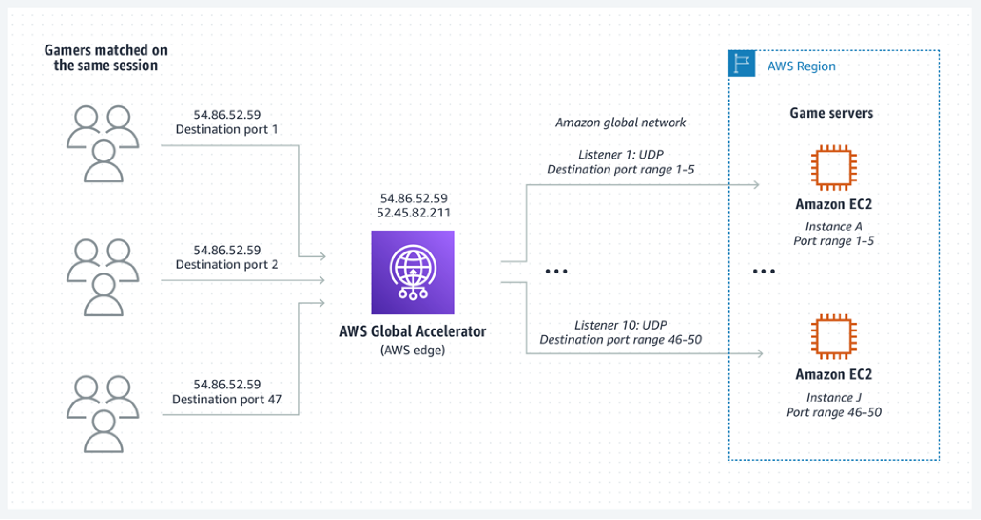 Gamers matched on
the same session
54.86.52.59
Destination port 1
54.86.52.59
Destination port 2
54.86.52.59
Destination port 47
54.86.52.59
52.45.82.211
AWS Global Accelerator
(AWS edge)
Amazon global network
Listener 1: UDP
Destination port range 1-5
...
Listener 10: UDP
Destination port range 46-50
AWS Region
Game servers
Amazon EC2
Instance A
Port range 1-5
...
Amazon EC2
Instance J
Port range 46-50